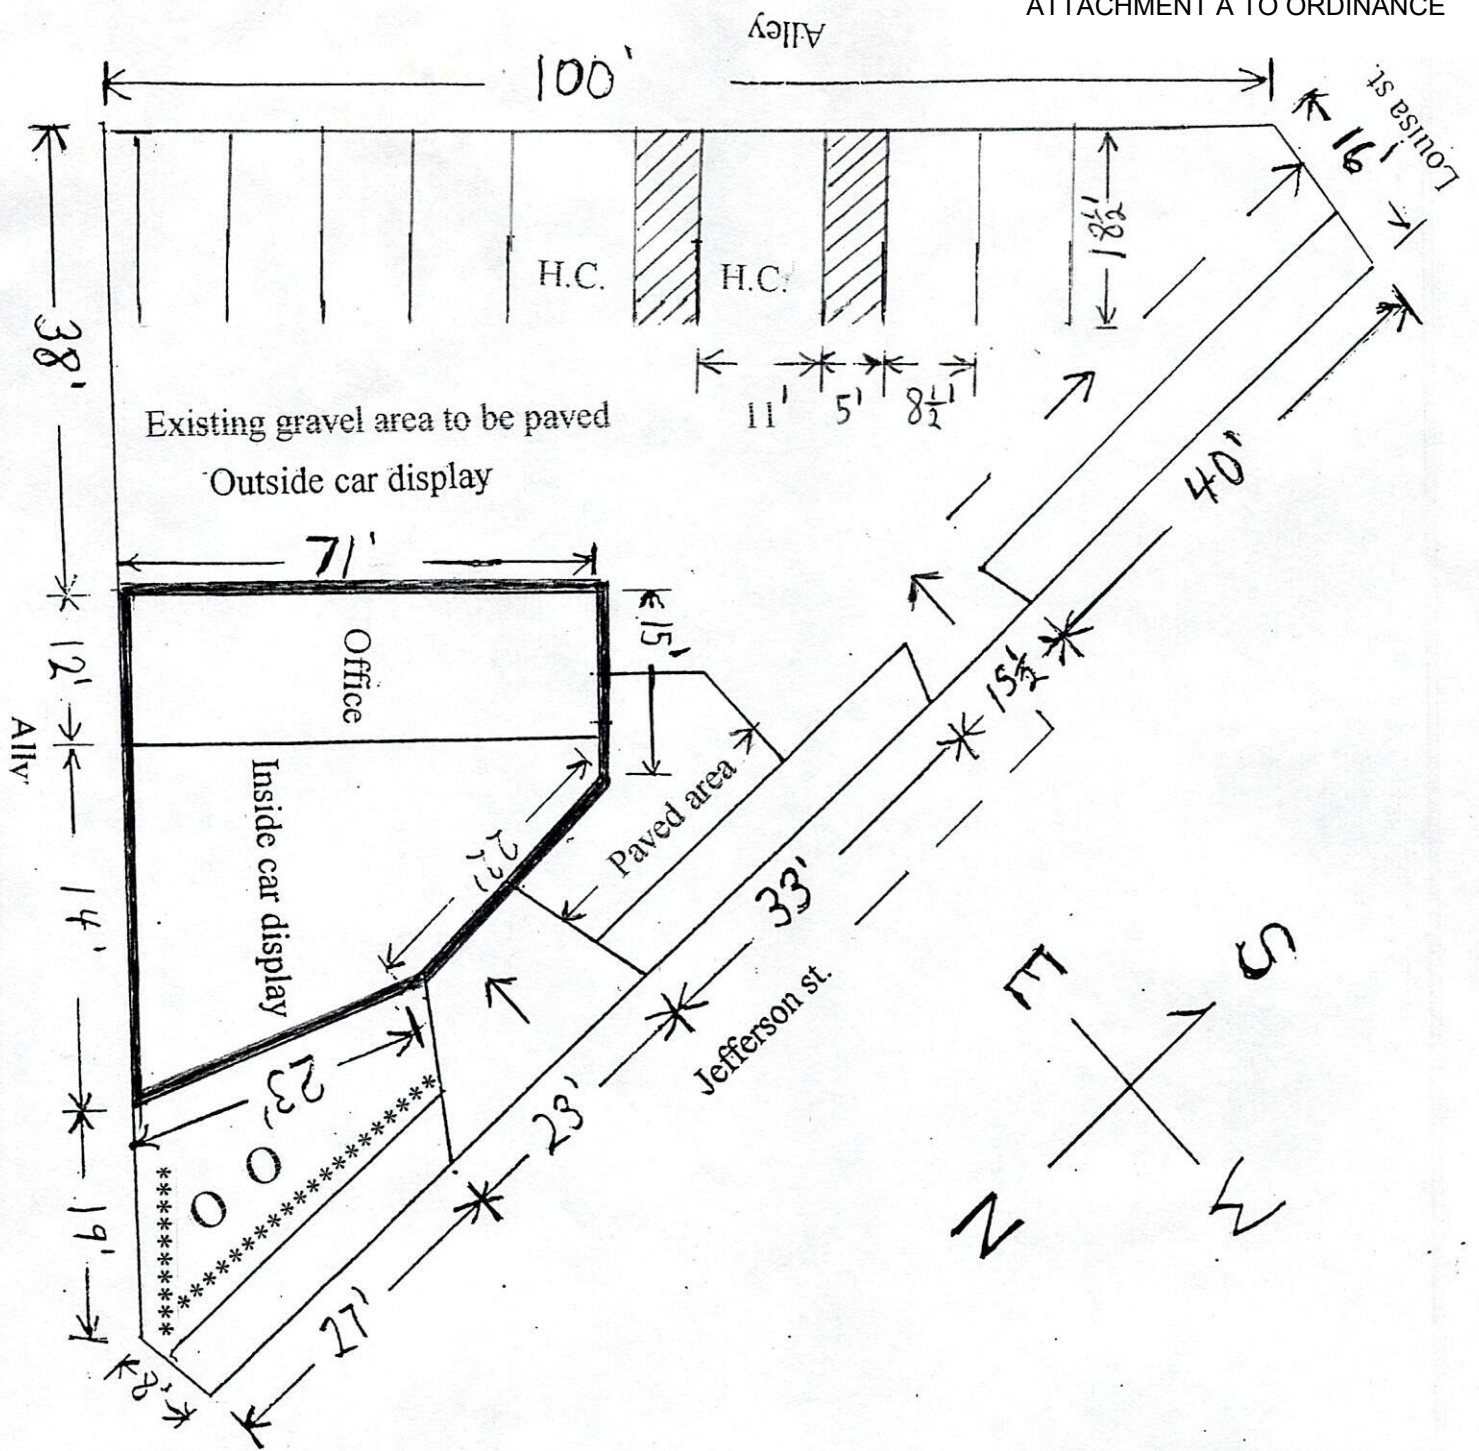 ATTACHMENT A TO ORDINANCE
Alley
100'
Louisa st.
16'
38'
18½'
H.C.
H.C.
11'
5'
8½'
Existing gravel area to be paved
Outside car display
40'
71'
15'
12'
Office
15½'
Ally
Inside car display
22'
Paved area
33'
14'
Jefferson st.
S
E
W
N
23'
23'
******************
**********
O
O
19'
27'
8'